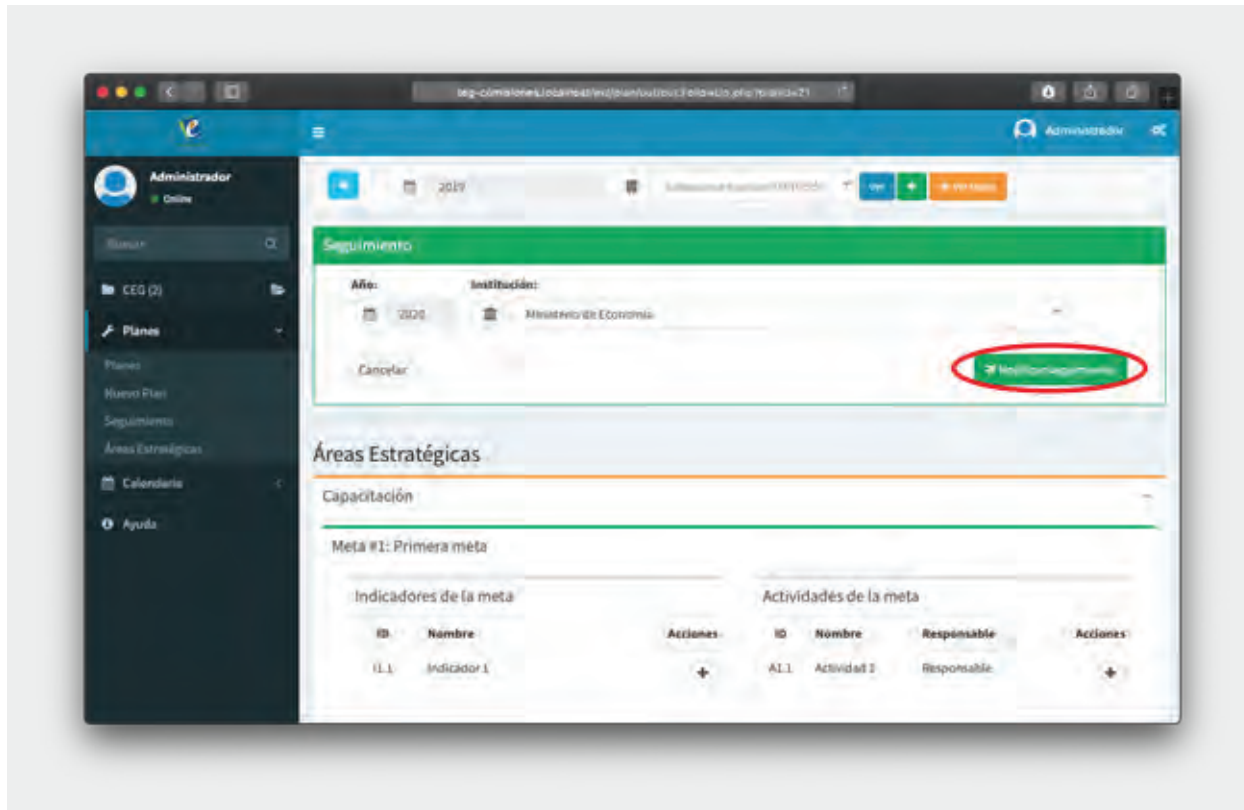 Administrador
Administrador
Online
2019
Ver
Buscar
Seguimiento
CEG (2)
Año:
Institución:
2020
Ministerio de Economía
Planes
Planes
Cancelar
Nuevo Plan
Seguimiento
Áreas Estratégicas
Áreas Estratégicas
Calendario
Capacitación
Ayuda
Meta #1: Primera meta
Indicadores de la meta
Actividades de la meta
ID Nombre Acciones ID Nombre Responsable Acciones
I1.1 Indicador 1 A1.1 Actividad 1 Responsable